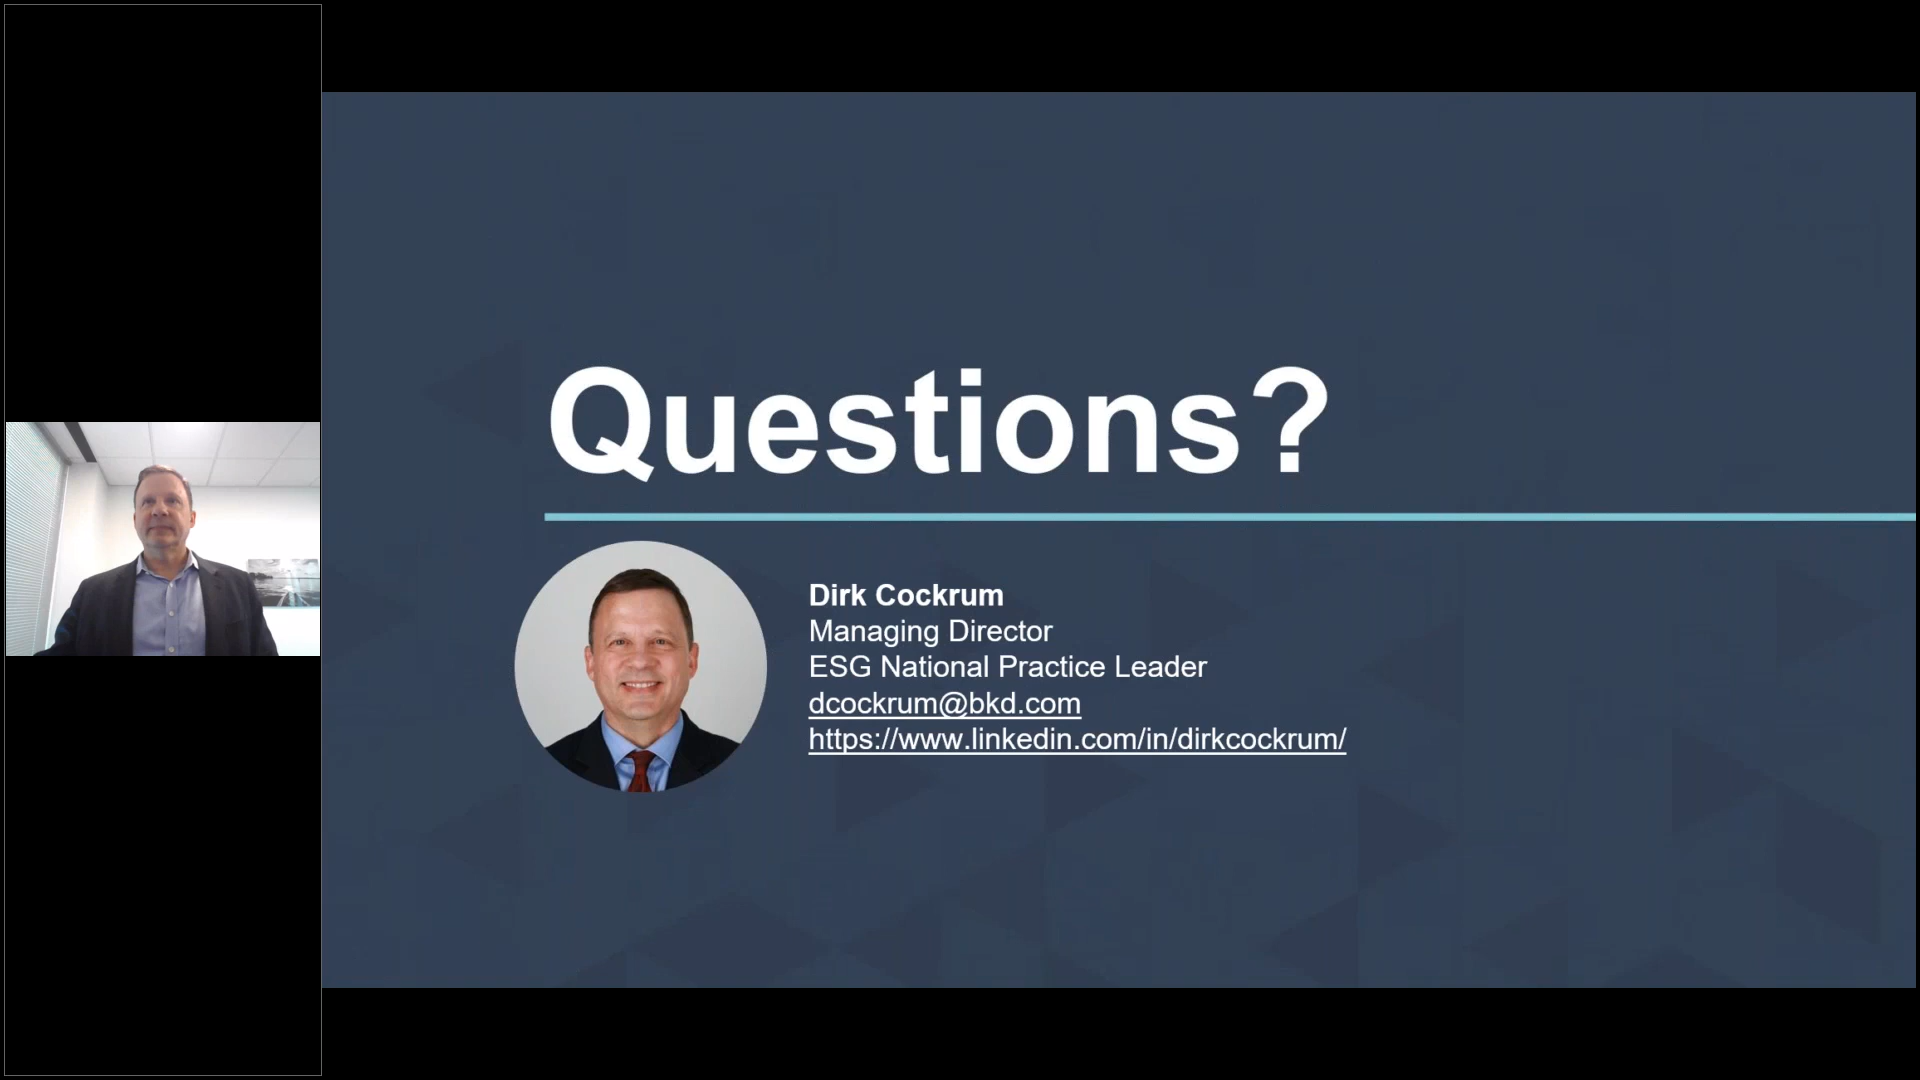 Questions?
Dirk Cockrum
Managing Director
ESG National Practice Leader
dcockrum@bkd.com
https://www.linkedin.com/in/dirkcockrum/